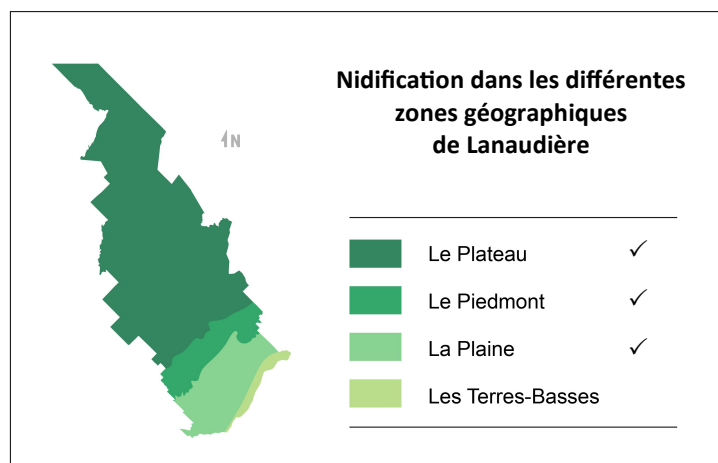 Nidification dans les différentes
zones géographiques
de Lanaudière
N
Le Plateau ✓
Le Piedmont ✓
La Plaine ✓
Les Terres-Basses